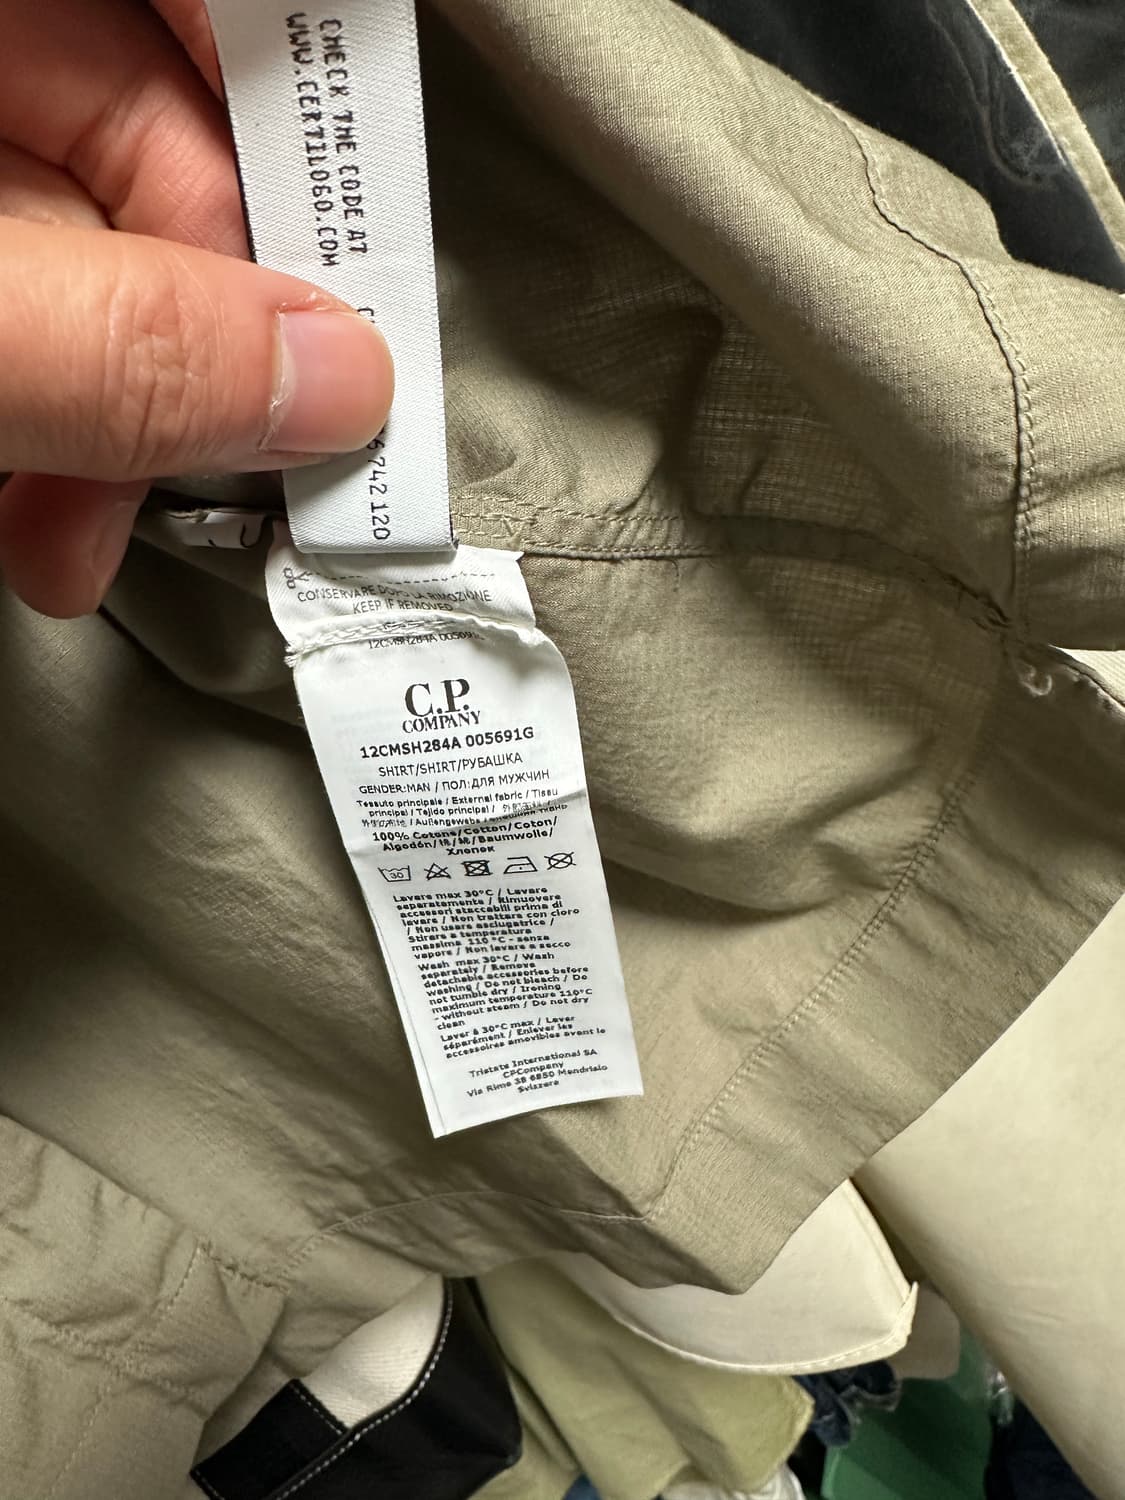 CHECK THE CODE AT
WWW.CERTILOGO.COM
6 742 120
CONSERVARE DOPO LA RIMOZIONE
KEEP IF REMOVED
12CMSH284A 005691G
C.P.
COMPANY
12CMSH284A 005691G
SHIRT/SHIRT/РУБАШКА
GENDER:MAN / ПОЛ:ДЛЯ МУЖЧИН
Tessuto principale / External fabric / Tissu
principal / Tejido principal /
/ Außengewebe /
100% Cotone/Cotton/Coton/
Algodón/棉/綿/Baumwolle/
Хлопок
30
Lavare max 30°C / Lavare
separatamente / Rimuovere
accessori staccabili prima di
lavare / Non trattare con cloro
/ Non usare asciugatrice /
Stirare a temperatura
massima 110 °C - senza
vapore / Non lavare a secco
Wash max 30°C / Wash
separately / Remove
detachable accessories before
washing / Do not bleach / Do
not tumble dry / Ironing
maximum temperature 110°C
- without steam / Do not dry
clean
Laver à 30°C max / Laver
séparément / Enlever les
accessoires amovibles avant le
Tristate International SA
CPCompany
Via Rime 38 6850 Mendrisio
Svizzera